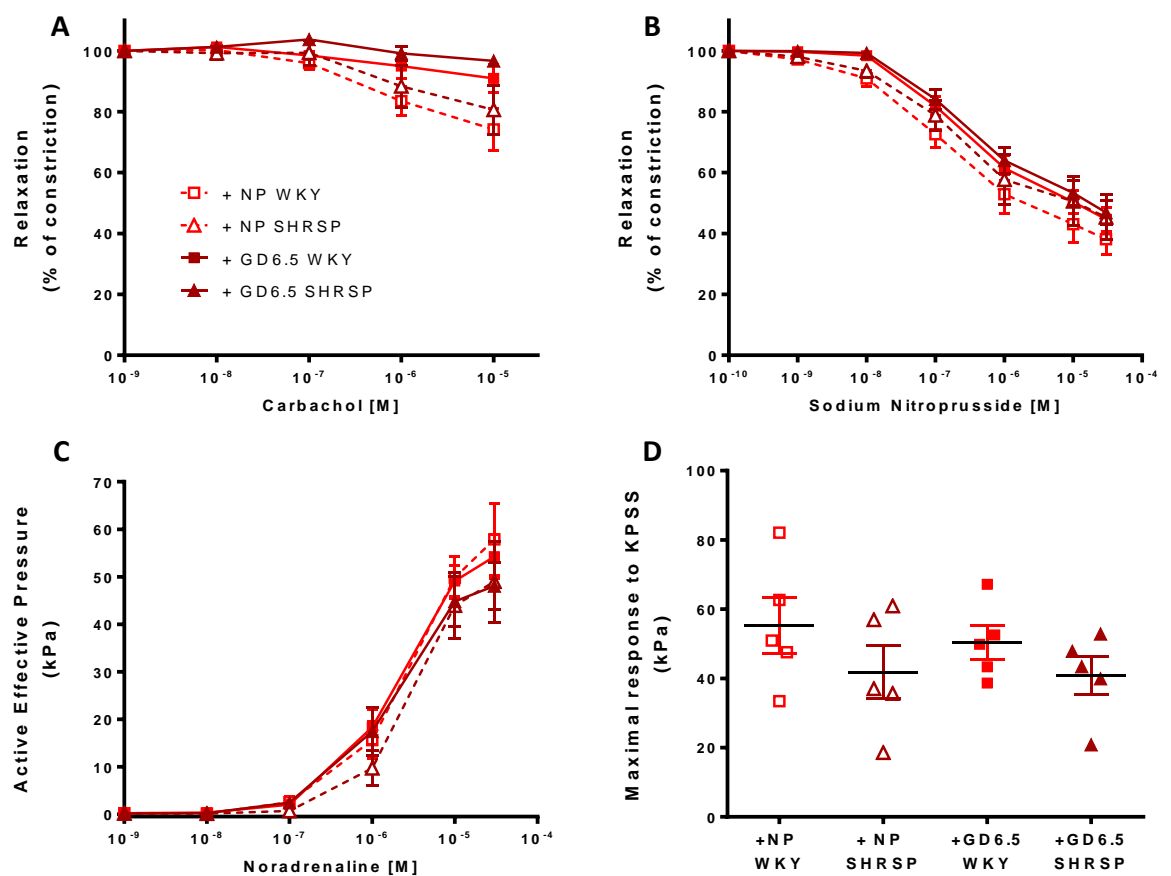 A
Relaxation
(% of constriction)
100
80
60
40
20
0
+ NP WKY
+ NP SHRSP
+ GD6.5 WKY
+ GD6.5 SHRSP
10-9
10-8
10-7
10-6
10-5
Carbachol [M]
B
Relaxation
(% of constriction)
100
80
60
40
20
0
10-10
10-9
10-8
10-7
10-6
10-5
10-4
Sodium Nitroprusside [M]
C
Active Effective Pressure
(kPa)
70
60
50
40
30
20
10
0
10-9
10-8
10-7
10-6
10-5
10-4
Noradrenaline [M]
D
Maximal response to KPSS
(kPa)
100
80
60
40
20
0
+NP
WKY
+ NP
SHRSP
+GD6.5
WKY
+GD6.5
SHRSP